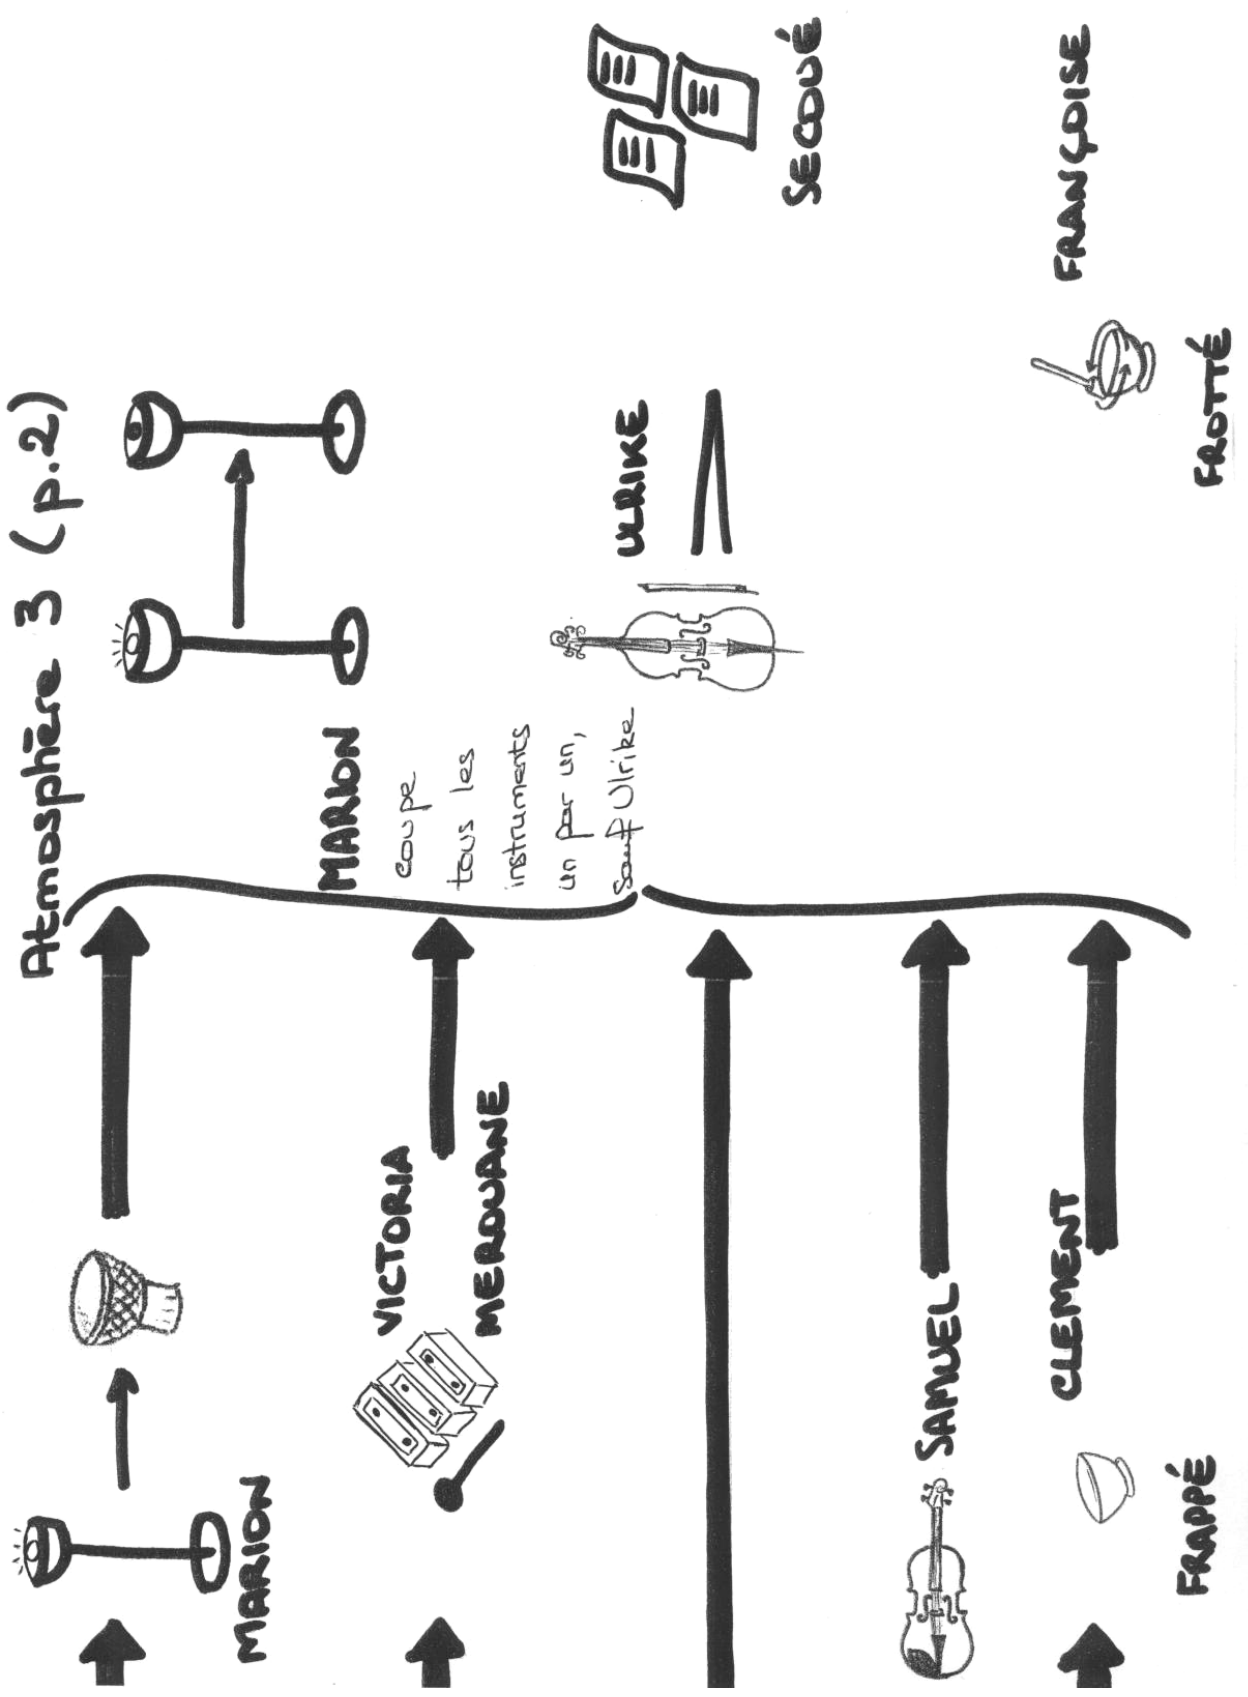 Atmosphère 3 (p.2)
MARION
VICTORIA
MEROUANE
SAMUEL
CLEMENT
FRAPPÉ
MARION
coupe
tous les
instruments
un par un,
sauf Ulrike
ULRIKE
SECOUÉ
FRANÇOISE
FROTTÉ